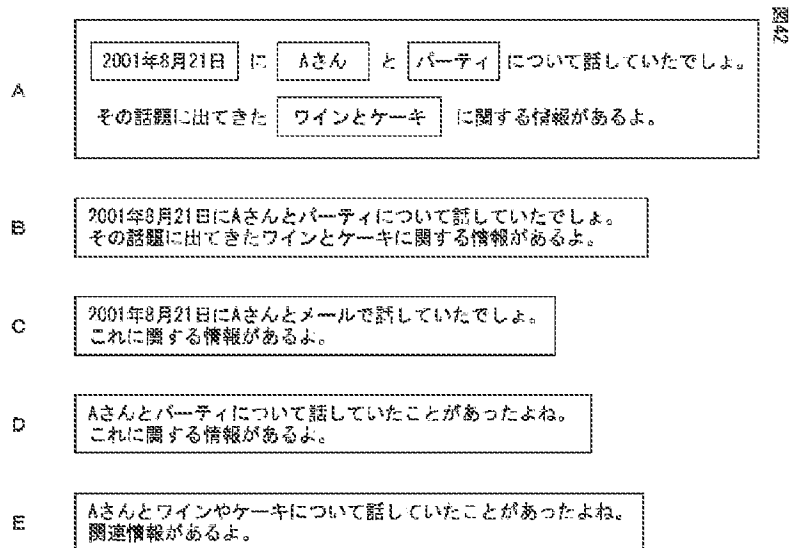 図42
A
2001年8月21日 に Aさん と パーティ について話していたでしょ。
その話題に出てきた ワインとケーキ に関する情報があるよ。
B
2001年8月21日にAさんとパーティについて話していたでしょ。
その話題に出てきたワインとケーキに関する情報があるよ。
C
2001年8月21日にAさんとメールで話していたでしょ。
これに関する情報があるよ。
D
Aさんとパーティについて話していたことがあったよね。
これに関する情報があるよ。
E
Aさんとワインやケーキについて話していたことがあったよね。
関連情報があるよ。